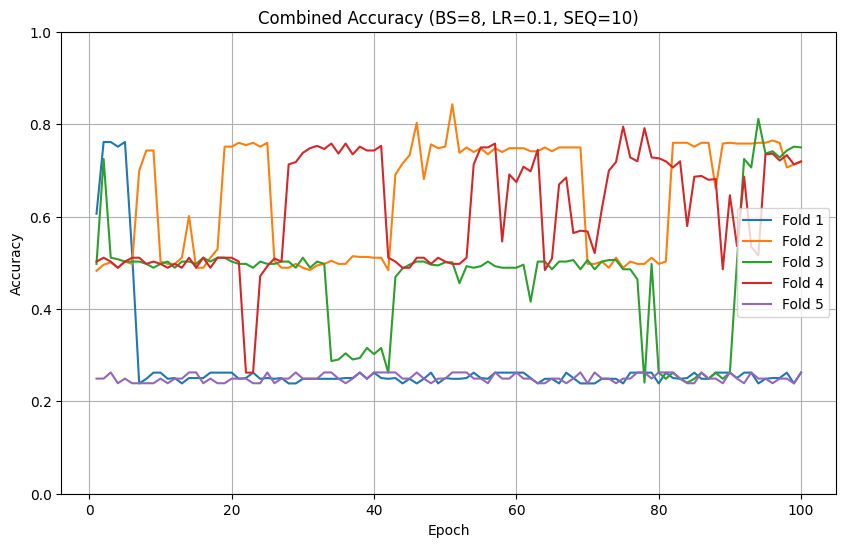 Combined Accuracy (BS=8, LR=0.1, SEQ=10)
Accuracy
1.0
0.8
0.6
0.4
0.2
0.0
Fold 1
Fold 2
Fold 3
Fold 4
Fold 5
0 20 40 60 80 100
Epoch